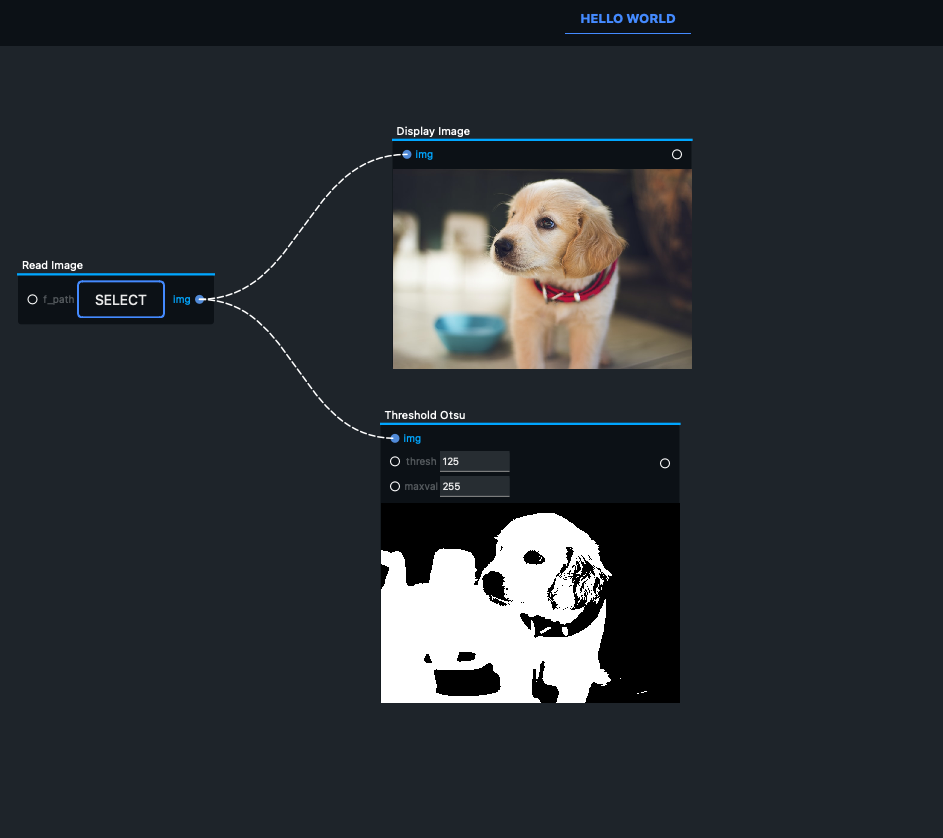 HELLO WORLD
Display Image
img
Read Image
f_path SELECT img
Threshold Otsu
img
thresh 125
maxval 255